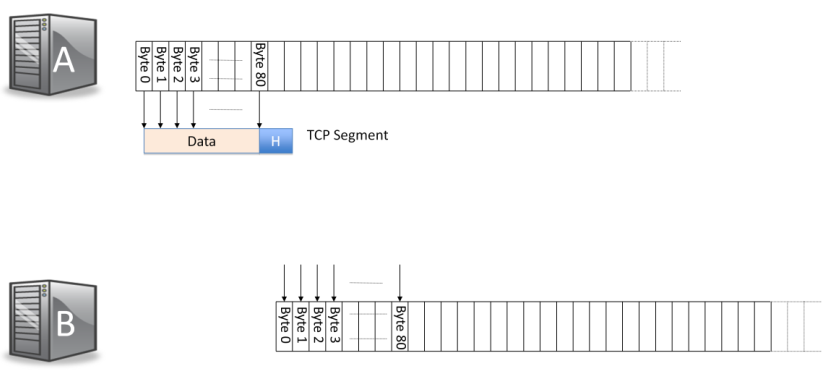 A
Byte 0
Byte 1
Byte 2
Byte 3
Byte 80
Data
H
TCP Segment
B
Byte 0
Byte 1
Byte 2
Byte 3
Byte 80